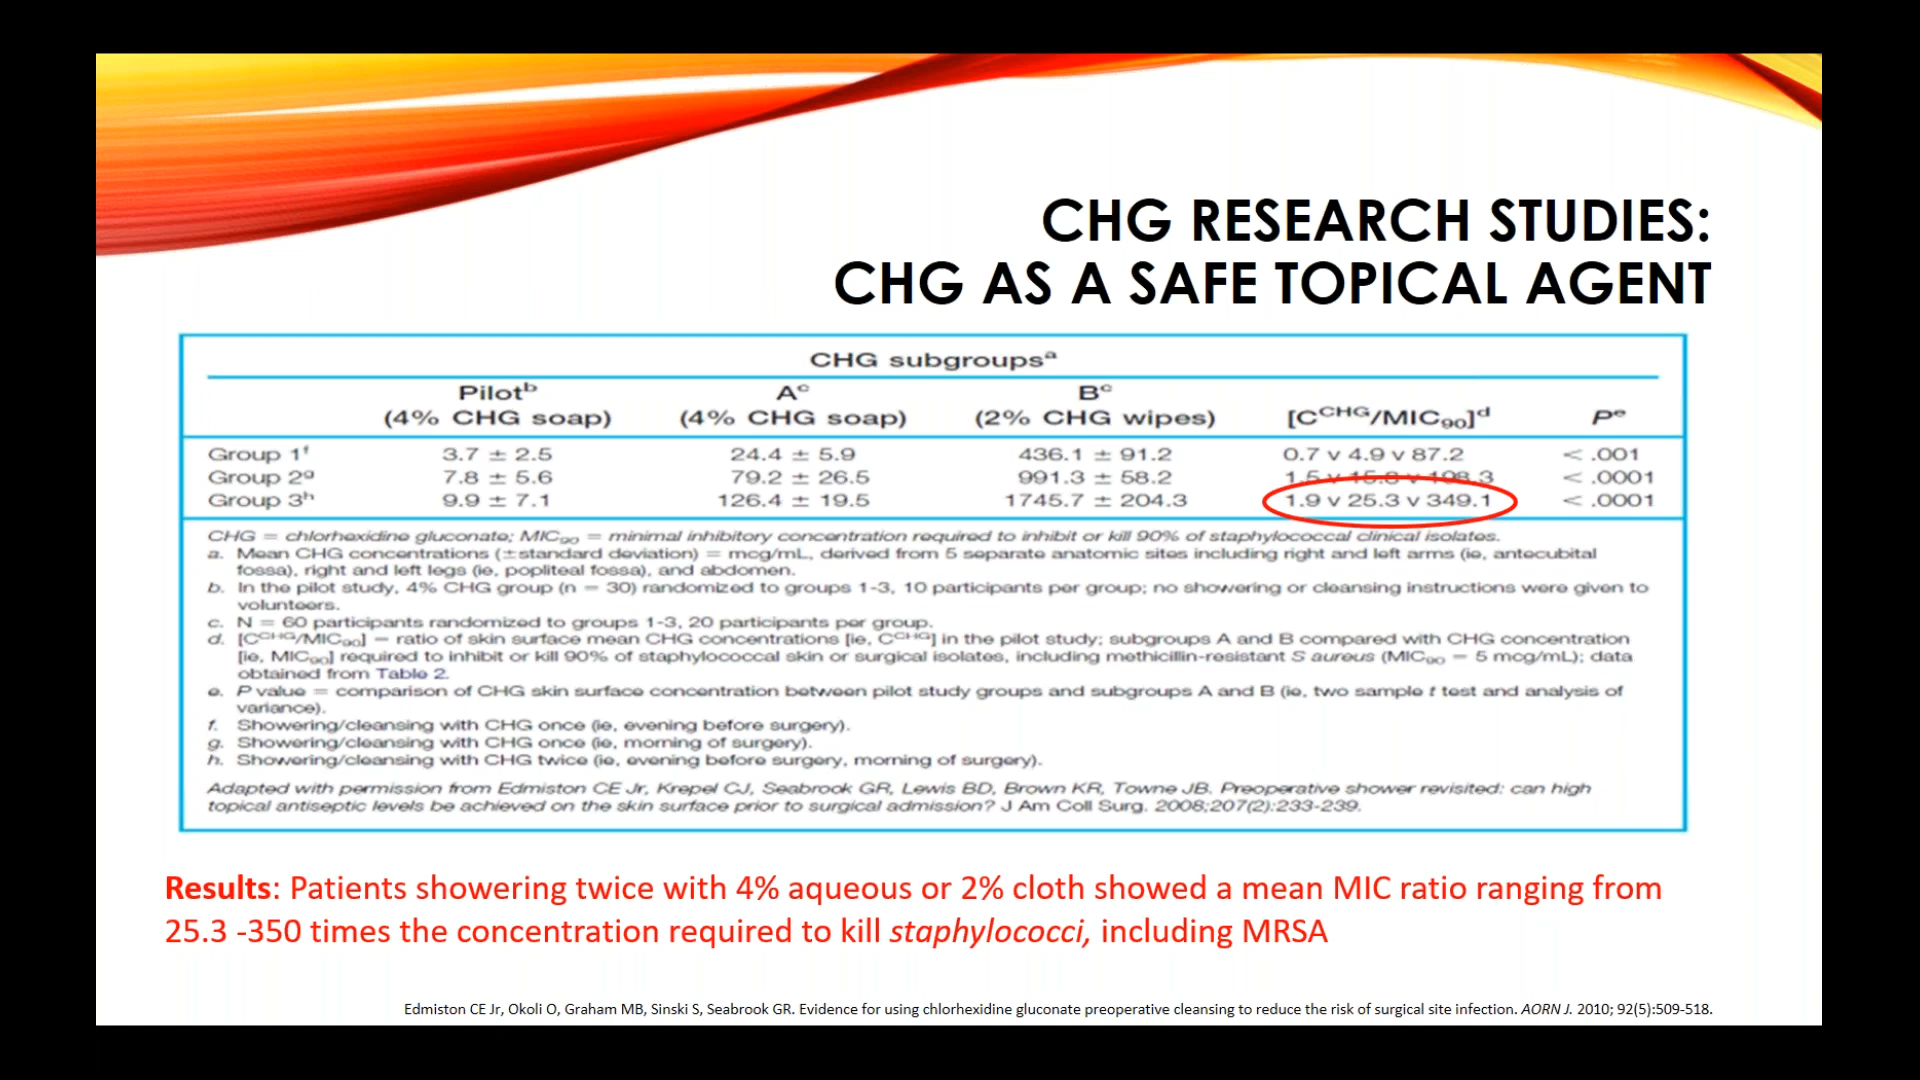 CHG RESEARCH STUDIES:
CHG AS A SAFE TOPICAL AGENT
CHG subgroupsᵃ
Pilotᵇ Aᶜ Bᶜ
(4% CHG soap) (4% CHG soap) (2% CHG wipes) [Cᶜᴴᴳ/MIC₉₀]ᵈ Pᵉ
Group 1ᶠ 3.7 ± 2.5 24.4 ± 5.9 436.1 ± 91.2 0.7 v 4.9 v 87.2 < .001
Group 2ᵍ 7.8 ± 5.6 79.2 ± 26.5 991.3 ± 58.2 1.5 v 15.8 v 198.3 < .0001
Group 3ʰ 9.9 ± 7.1 126.4 ± 19.5 1745.7 ± 204.3 1.9 v 25.3 v 349.1 < .0001
CHG = chlorhexidine gluconate; MIC₉₀ = minimal inhibitory concentration required to inhibit or kill 90% of staphylococcal clinical isolates.
a. Mean CHG concentrations (±standard deviation) = mcg/mL, derived from 5 separate anatomic sites including right and left arms (ie, antecubital
fossa), right and left legs (ie, popliteal fossa), and abdomen.
b. In the pilot study, 4% CHG group (n = 30) randomized to groups 1-3, 10 participants per group; no showering or cleansing instructions were given to
volunteers.
c. N = 60 participants randomized to groups 1-3, 20 participants per group.
d. [Cᶜᴴᴳ/MIC₉₀] = ratio of skin surface mean CHG concentrations [ie, Cᶜᴴᴳ] in the pilot study; subgroups A and B compared with CHG concentration
[ie, MIC₉₀] required to inhibit or kill 90% of staphylococcal skin or surgical isolates, including methicillin-resistant S aureus (MIC₉₀ = 5 mcg/mL); data
obtained from Table 2.
e. P value = comparison of CHG skin surface concentration between pilot study groups and subgroups A and B (ie, two sample t test and analysis of
variance).
f. Showering/cleansing with CHG once (ie, evening before surgery).
g. Showering/cleansing with CHG once (ie, morning of surgery).
h. Showering/cleansing with CHG twice (ie, evening before surgery, morning of surgery).
Adapted with permission from Edmiston CE Jr, Krepel CJ, Seabrook GR, Lewis BD, Brown KR, Towne JB. Preoperative shower revisited: can high
topical antiseptic levels be achieved on the skin surface prior to surgical admission? J Am Coll Surg. 2008;207(2):233-239.
Results: Patients showering twice with 4% aqueous or 2% cloth showed a mean MIC ratio ranging from
25.3 -350 times the concentration required to kill staphylococci, including MRSA
Edmiston CE Jr, Okoli O, Graham MB, Sinski S, Seabrook GR. Evidence for using chlorhexidine gluconate preoperative cleansing to reduce the risk of surgical site infection. AORN J. 2010; 92(5):509-518.